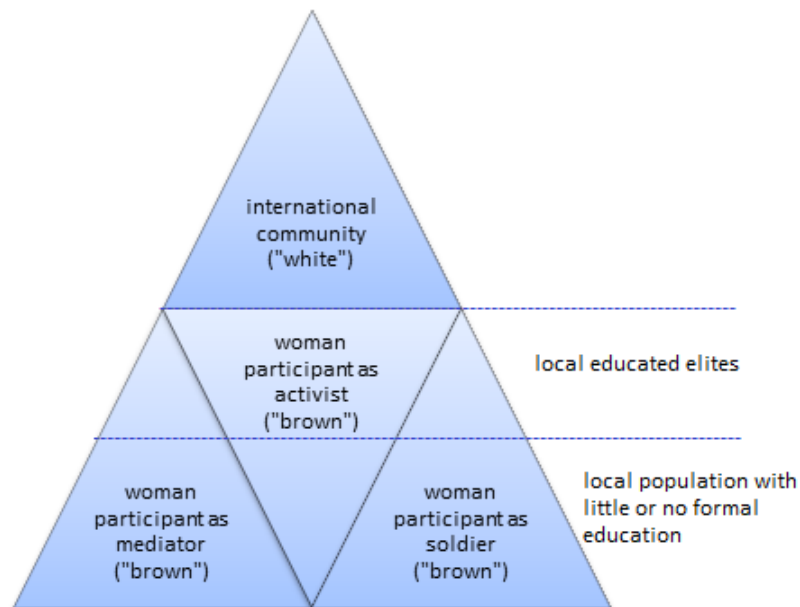 international
community
("white")
woman
participant as
activist
("brown")
local educated elites
woman
participant as
mediator
("brown")
woman
participant as
soldier
("brown")
local population with
little or no formal
education